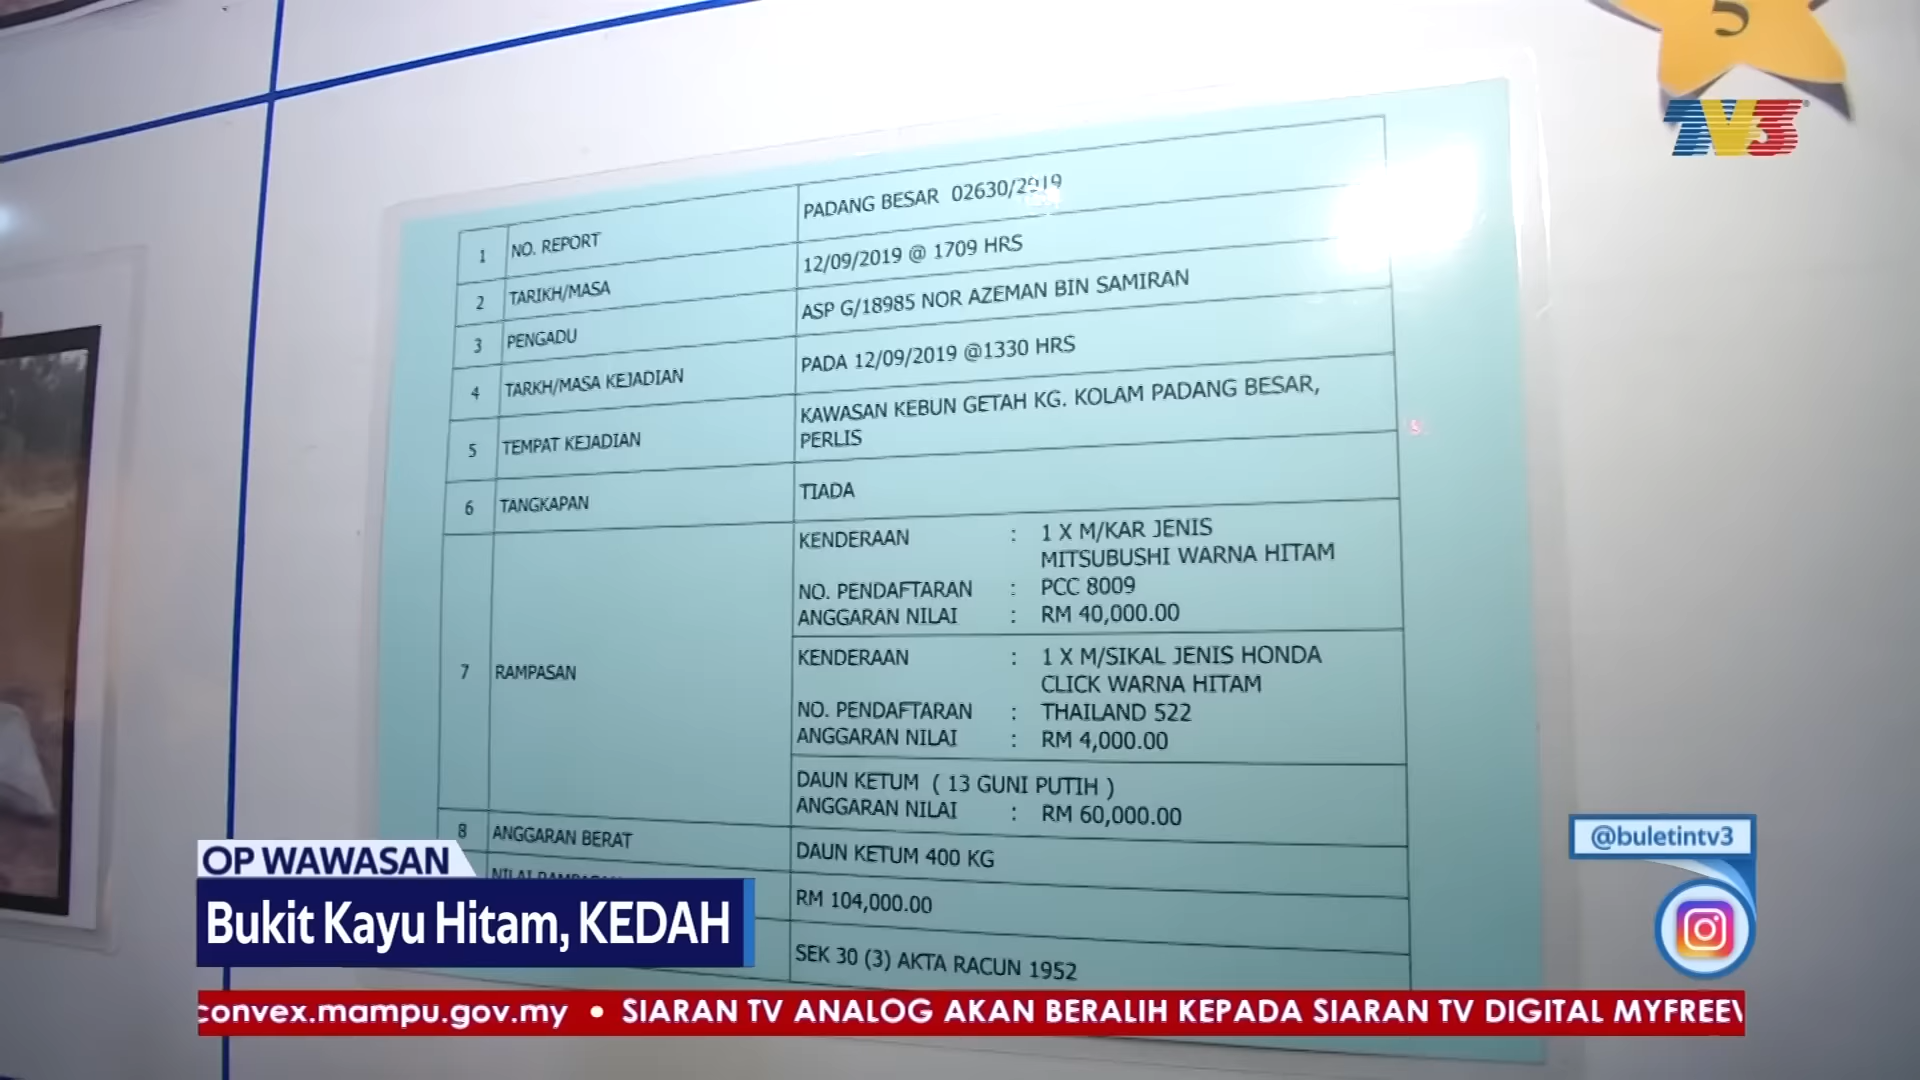 5
TV3
1 NO. REPORT PADANG BESAR 02630/2919
2 TARIKH/MASA 12/09/2019 @ 1709 HRS
3 PENGADU ASP G/18985 NOR AZEMAN BIN SAMIRAN
4 TARKH/MASA KEJADIAN PADA 12/09/2019 @1330 HRS
5 TEMPAT KEJADIAN KAWASAN KEBUN GETAH KG. KOLAM PADANG BESAR,
PERLIS
6 TANGKAPAN TIADA
7 RAMPASAN
KENDERAAN : 1 X M/KAR JENIS
MITSUBUSHI WARNA HITAM
NO. PENDAFTARAN : PCC 8009
ANGGARAN NILAI : RM 40,000.00
KENDERAAN : 1 X M/SIKAL JENIS HONDA
CLICK WARNA HITAM
NO. PENDAFTARAN : THAILAND 522
ANGGARAN NILAI : RM 4,000.00
DAUN KETUM ( 13 GUNI PUTIH )
ANGGARAN NILAI : RM 60,000.00
8 ANGGARAN BERAT DAUN KETUM 400 KG
NILAI RAMPASAN RM 104,000.00
SEK 30 (3) AKTA RACUN 1952
OP WAWASAN
Bukit Kayu Hitam, KEDAH
@buletintv3
convex.mampu.gov.my • SIARAN TV ANALOG AKAN BERALIH KEPADA SIARAN TV DIGITAL MYFREEV